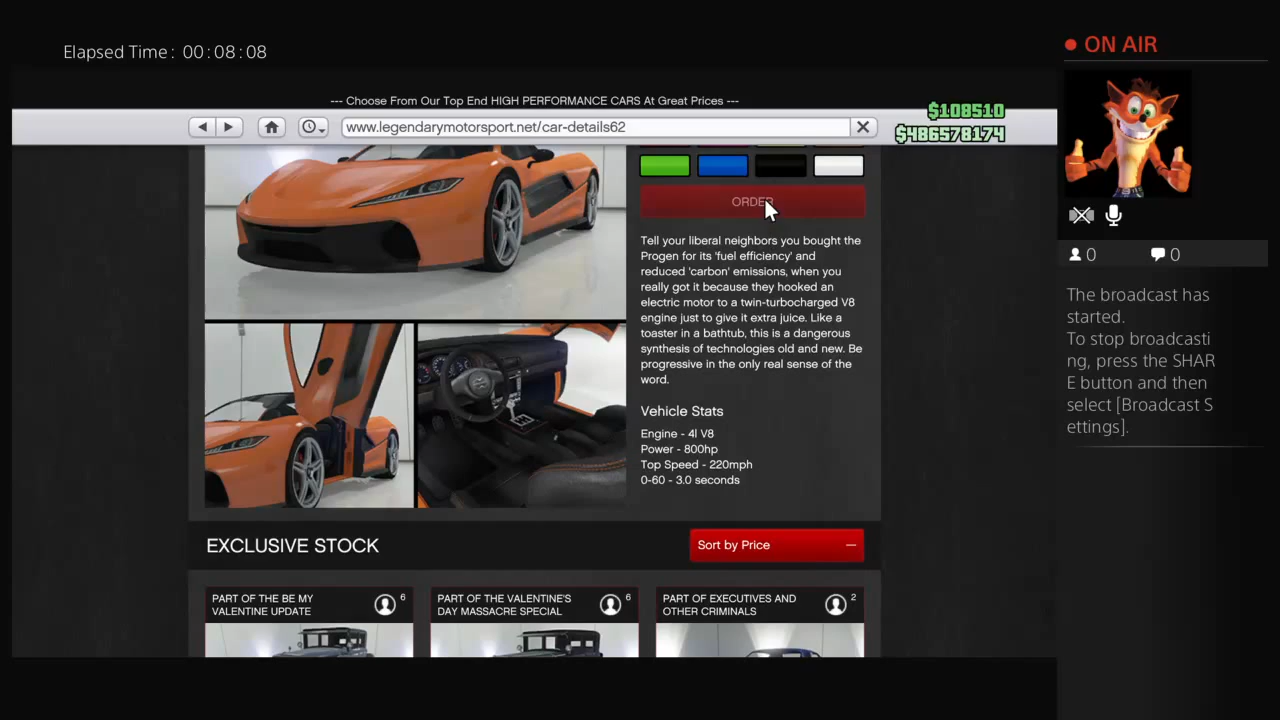 Elapsed Time: 00:08:08
ON AIR
--- Choose From Our Top End HIGH PERFORMANCE CARS At Great Prices ---
$108510
www.legendarymotorsport.net/car-details62
$486578174
ORDER
Tell your liberal neighbors you bought the
Progen for its 'fuel efficiency' and
reduced 'carbon' emissions, when you
really got it because they hooked an
electric motor to a twin-turbocharged V8
engine just to give it extra juice. Like a
toaster in a bathtub, this is a dangerous
synthesis of technologies old and new. Be
progressive in the only real sense of the
word.
Vehicle Stats
Engine - 4l V8
Power - 800hp
Top Speed - 220mph
0-60 - 3.0 seconds
EXCLUSIVE STOCK
Sort by Price
PART OF THE BE MY
VALENTINE UPDATE
6
PART OF THE VALENTINE'S
DAY MASSACRE SPECIAL
6
PART OF EXECUTIVES AND
OTHER CRIMINALS
2
0
0
The broadcast has
started.
To stop broadcasti
ng, press the SHAR
E button and then
select [Broadcast S
ettings].